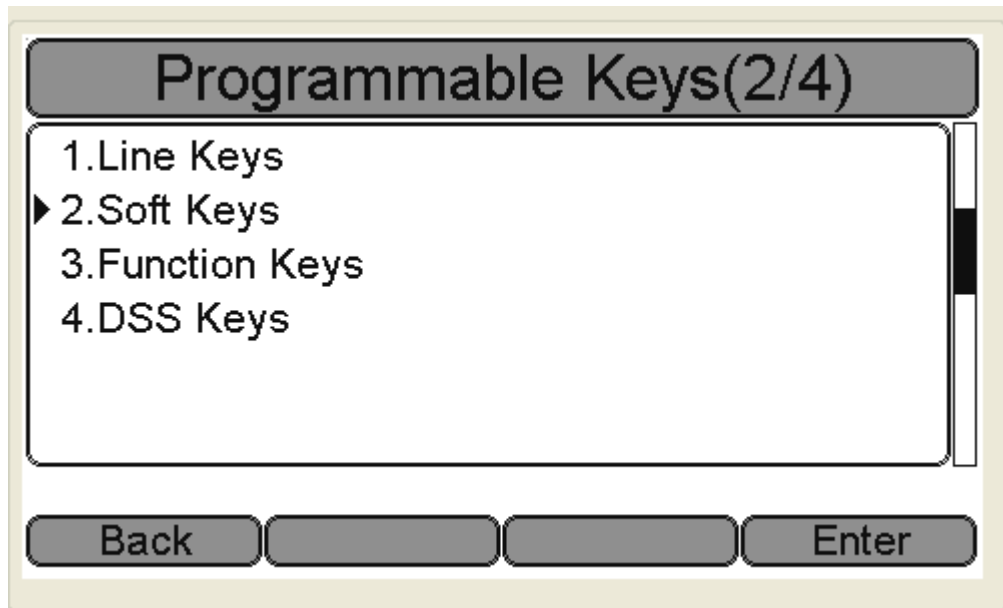 Programmable Keys(2/4)
1.Line Keys
2.Soft Keys
3.Function Keys
4.DSS Keys
Back Enter